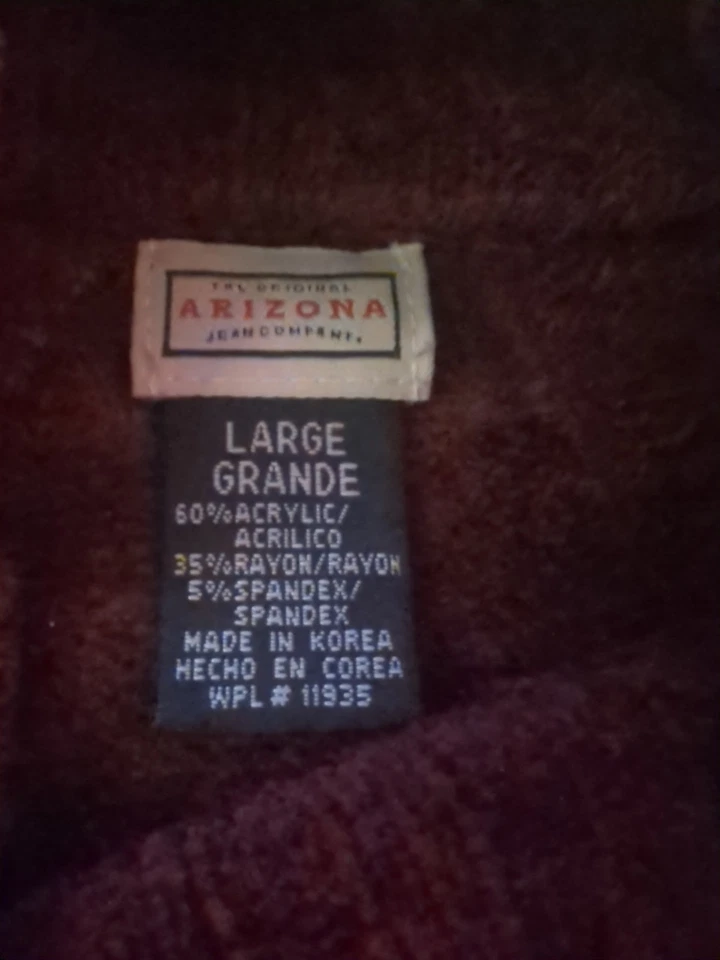 THE ORIGINAL
ARIZONA
JEAN COMPANY.
LARGE
GRANDE
60%ACRYLIC/
ACRILICO
35%RAYON/RAYON
5%SPANDEX/
SPANDEX
MADE IN KOREA
HECHO EN COREA
WPL # 11935